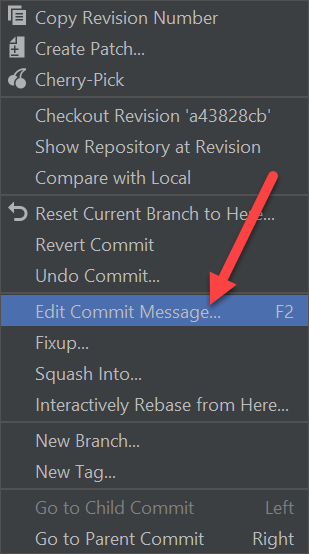 Copy Revision Number
Create Patch...
Cherry-Pick
Checkout Revision 'a43828cb'
Show Repository at Revision
Compare with Local
Reset Current Branch to Here...
Revert Commit
Undo Commit...
Edit Commit Message... F2
Fixup...
Squash Into...
Interactively Rebase from Here...
New Branch...
New Tag...
Go to Child Commit Left
Go to Parent Commit Right